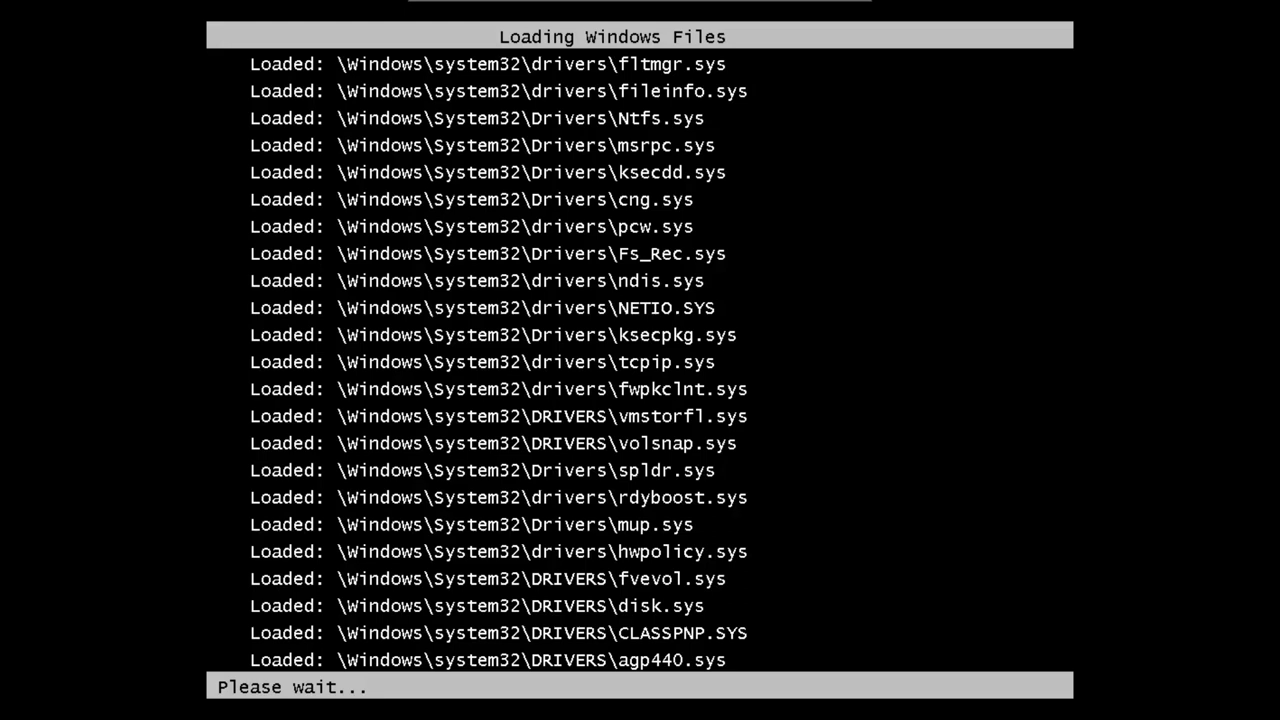 Loading Windows Files
Loaded: \Windows\system32\drivers\fltmgr.sys
Loaded: \Windows\system32\drivers\fileinfo.sys
Loaded: \Windows\System32\Drivers\Ntfs.sys
Loaded: \Windows\System32\Drivers\msrpc.sys
Loaded: \Windows\System32\Drivers\ksecdd.sys
Loaded: \Windows\System32\Drivers\cng.sys
Loaded: \Windows\System32\drivers\pcw.sys
Loaded: \Windows\System32\Drivers\Fs_Rec.sys
Loaded: \Windows\system32\drivers\ndis.sys
Loaded: \Windows\system32\drivers\NETIO.SYS
Loaded: \Windows\System32\Drivers\ksecpkg.sys
Loaded: \Windows\System32\drivers\tcpip.sys
Loaded: \Windows\System32\drivers\fwpkclnt.sys
Loaded: \Windows\system32\DRIVERS\vmstorfl.sys
Loaded: \Windows\system32\DRIVERS\volsnap.sys
Loaded: \Windows\System32\Drivers\spldr.sys
Loaded: \Windows\System32\drivers\rdyboost.sys
Loaded: \Windows\System32\Drivers\mup.sys
Loaded: \Windows\System32\drivers\hwpolicy.sys
Loaded: \Windows\System32\DRIVERS\fvevol.sys
Loaded: \Windows\system32\DRIVERS\disk.sys
Loaded: \Windows\system32\DRIVERS\CLASSPNP.SYS
Loaded: \Windows\system32\DRIVERS\agp440.sys
Please wait...